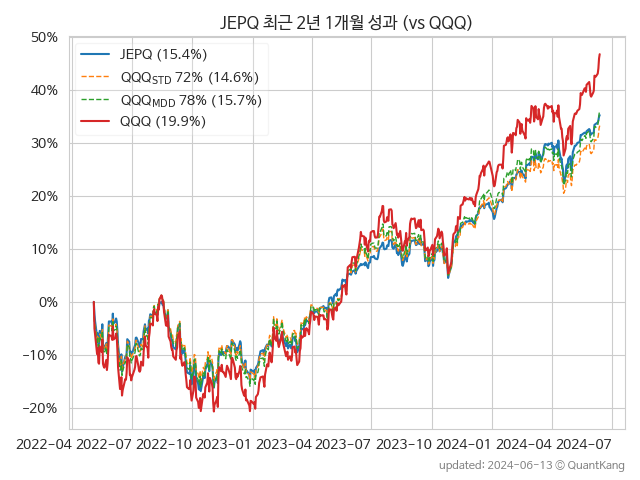 JEPQ 최근 2년 1개월 성과 (vs QQQ)
50%
40%
30%
20%
10%
0%
−10%
−20%
JEPQ (15.4%)
QQQSTD 72% (14.6%)
QQQMDD 78% (15.7%)
QQQ (19.9%)
2022-04 2022-07 2022-10 2023-01 2023-04 2023-07 2023-10 2024-01 2024-04 2024-07
updated: 2024-06-13 © QuantKang